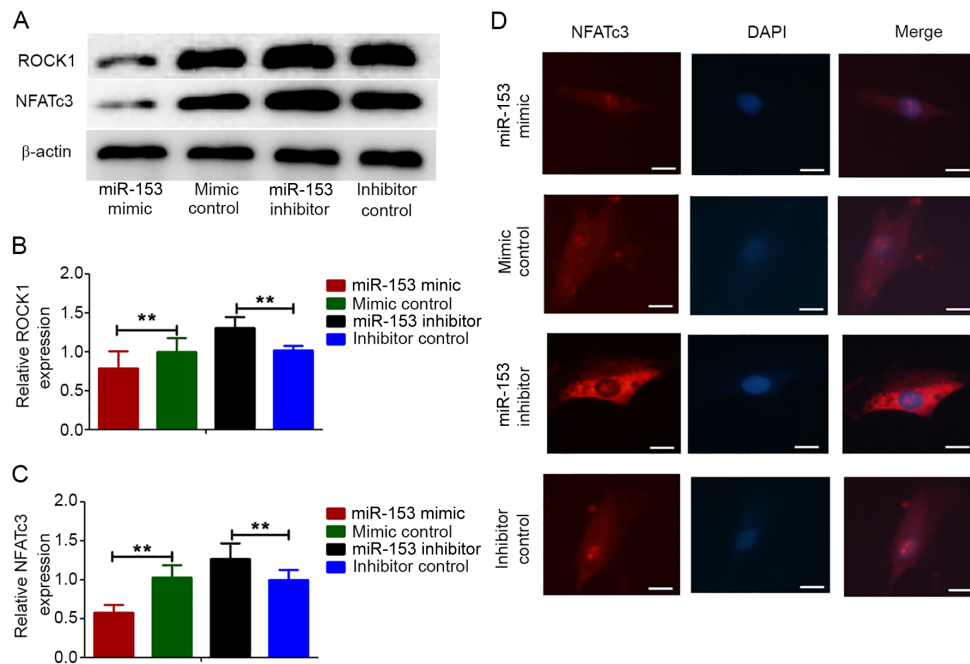 A
ROCK1
NFATc3
β-actin
miR-153
mimic
Mimic
control
miR-153
inhibitor
Inhibitor
control
B
Relative ROCK1
expression
2.0
1.5
1.0
0.5
0.0
**
**
miR-153 minic
Mimic control
miR-153 inhibitor
Inhibitor control
C
Relative NFATc3
expression
2.0
1.5
1.0
0.5
0.0
**
**
miR-153 mimic
Mimic control
miR-153 inhibitor
Inhibitor control
D
NFATc3
DAPI
Merge
miR-153
mimic
Mimic
control
miR-153
inhibitor
Inhibitor
control